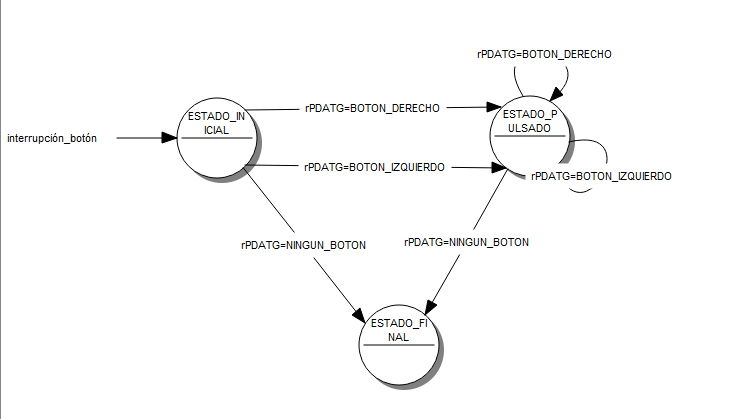 rPDATG=BOTON_DERECHO
ESTADO_IN
ICIAL
rPDATG=BOTON_DERECHO
ESTADO_P
ULSADO
interrupción_botón
rPDATG=BOTON_IZQUIERDO
rPDATG=BOTON_IZQUIERDO
rPDATG=NINGUN_BOTON
rPDATG=NINGUN_BOTON
ESTADO_FI
NAL